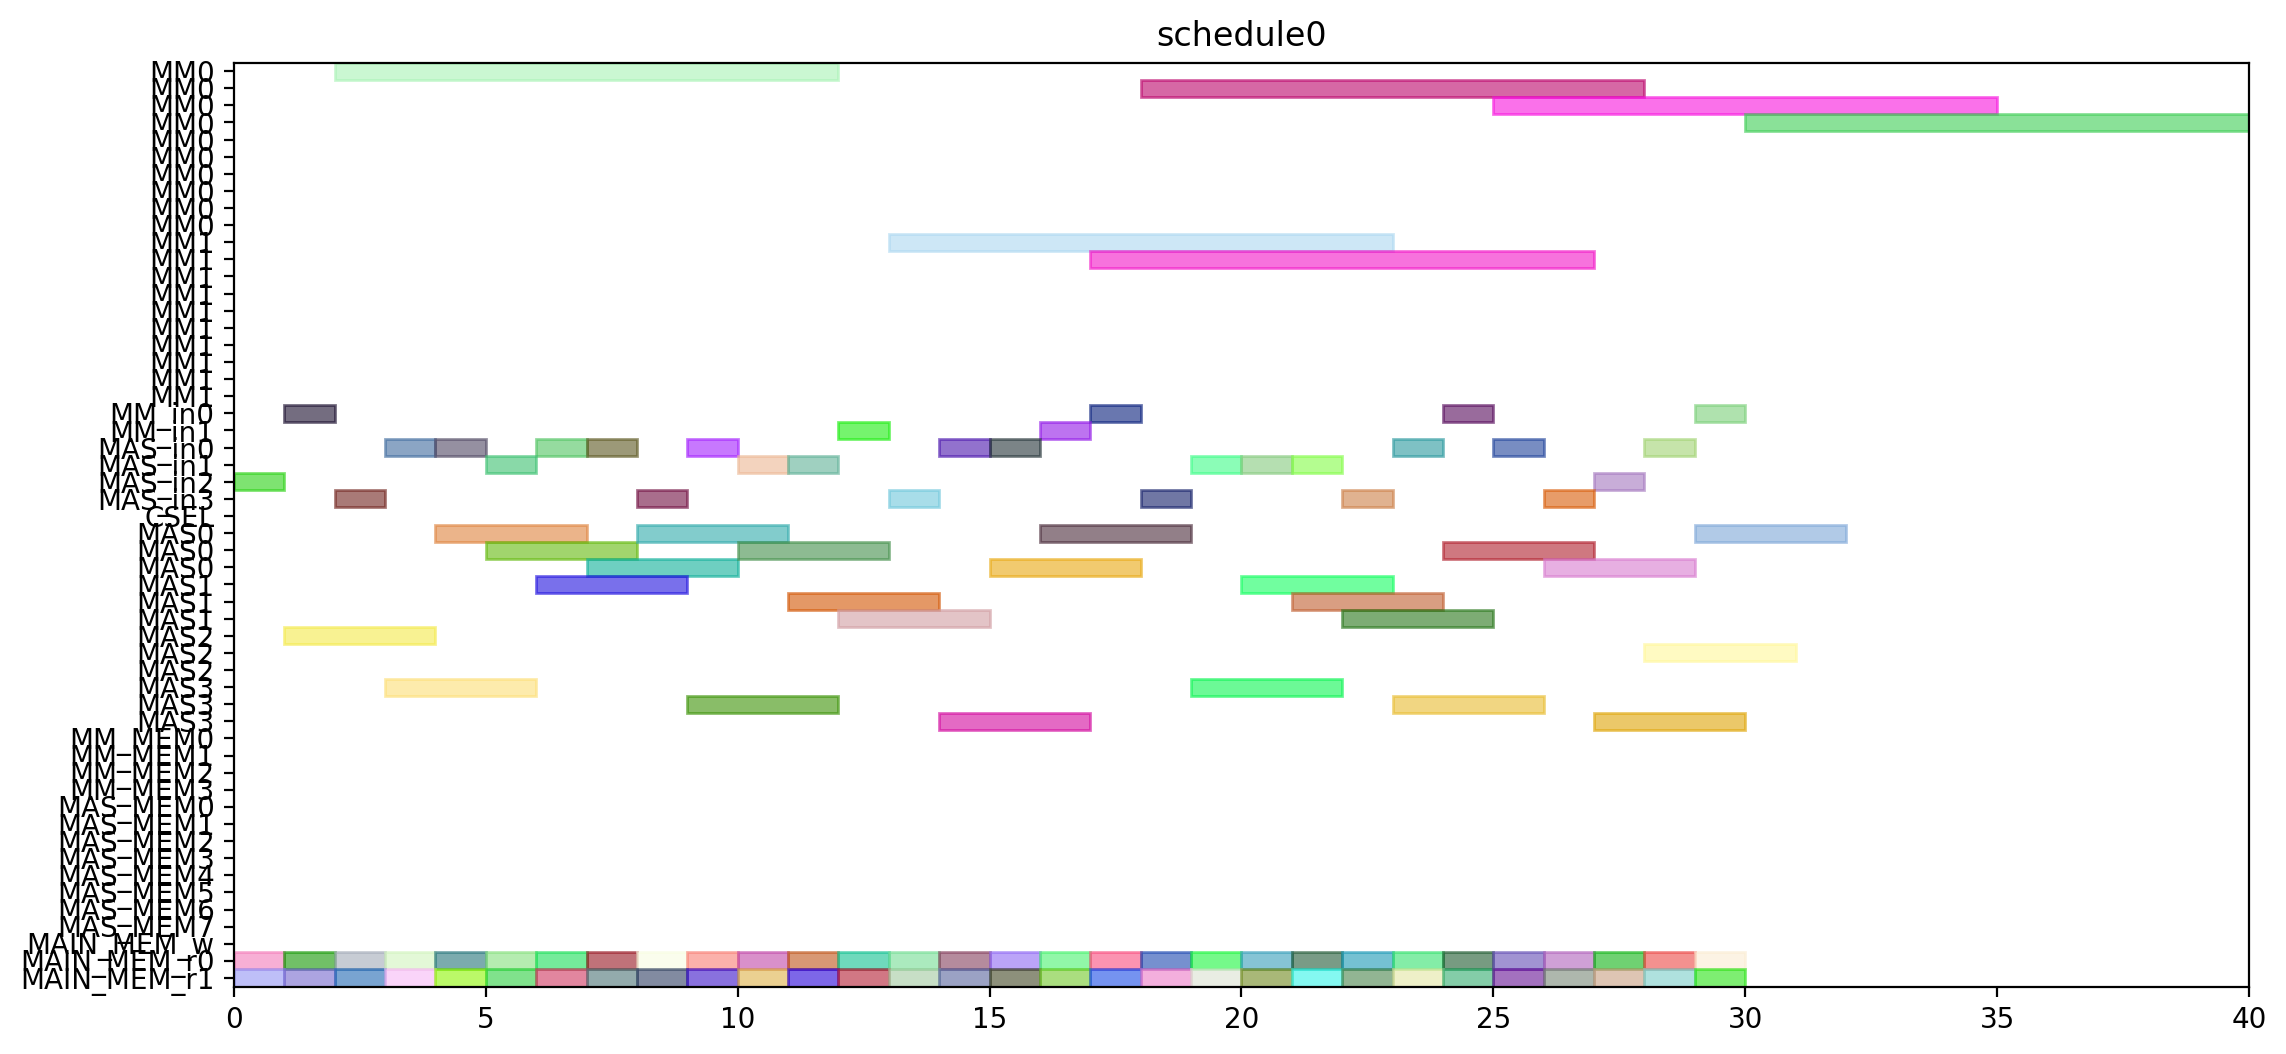 schedule0
MM0
MM0
MM0
MM0
MM0
MM0
MM0
MM0
MM0
MM0
MM1
MM1
MM1
MM1
MM1
MM1
MM1
MM1
MM1
MM1
MM_in0
MM_in1
MAS_in0
MAS_in1
MAS_in2
MAS_in3
CSEL
MAS0
MAS0
MAS0
MAS1
MAS1
MAS1
MAS2
MAS2
MAS2
MAS3
MAS3
MAS3
MM_MEM0
MM_MEM1
MM_MEM2
MM_MEM3
MAS_MEM0
MAS_MEM1
MAS_MEM2
MAS_MEM3
MAS_MEM4
MAS_MEM5
MAS_MEM6
MAS_MEM7
MAIN_MEM_w
MAIN_MEM_r0
MAIN_MEM_r1
0 5 10 15 20 25 30 35 40